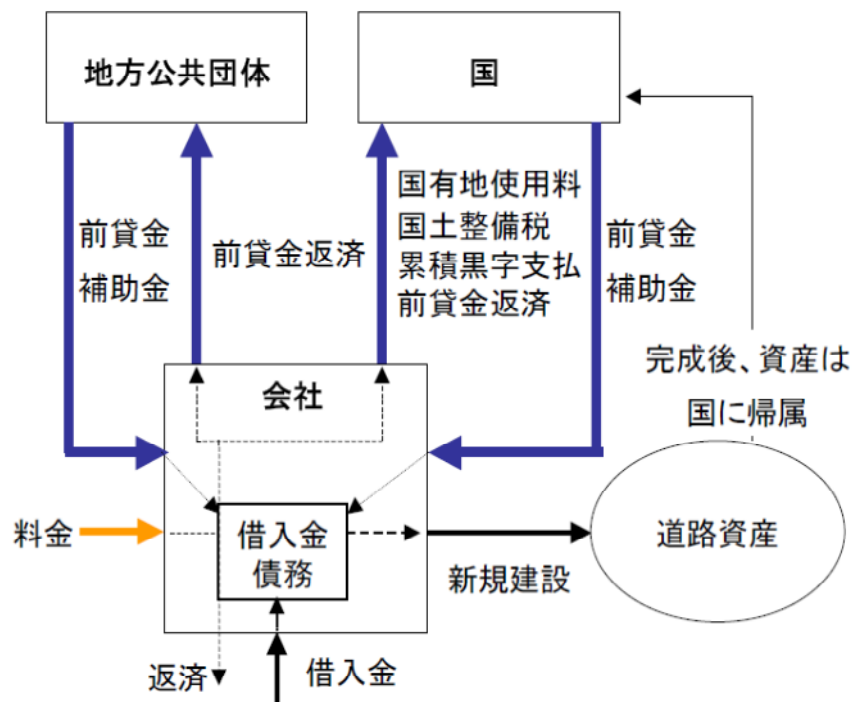 地方公共団体
国
前貸金
補助金
前貸金返済
国有地使用料
国土整備税
累積黒字支払
前貸金返済
前貸金
補助金
完成後、資産は
国に帰属
会社
料金
借入金
債務
新規建設
道路資産
返済
借入金